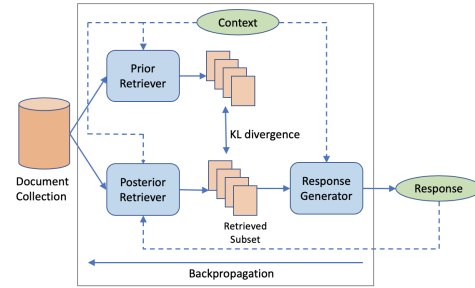 Context
Prior
Retriever
KL divergence
Document
Collection
Posterior
Retriever
Retrieved
Subset
Response
Generator
Response
Backpropagation